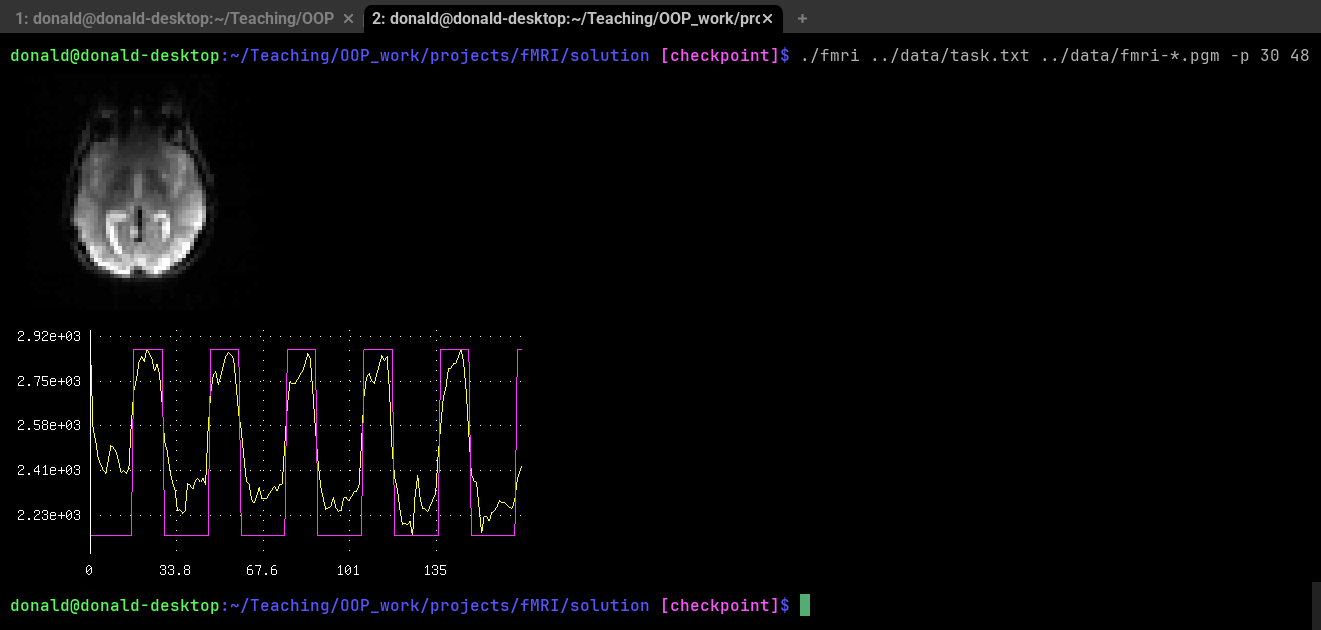 1: donald@donald-desktop:~/Teaching/OOP × 2: donald@donald-desktop:~/Teaching/OOP_work/prc × +
donald@donald-desktop:~/Teaching/OOP_work/projects/fMRI/solution [checkpoint]$ ./fmri ../data/task.txt ../data/fmri-*.pgm -p 30 48
2.92e+03
2.75e+03
2.58e+03
2.41e+03
2.23e+03
0 33.8 67.6 101 135
donald@donald-desktop:~/Teaching/OOP_work/projects/fMRI/solution [checkpoint]$